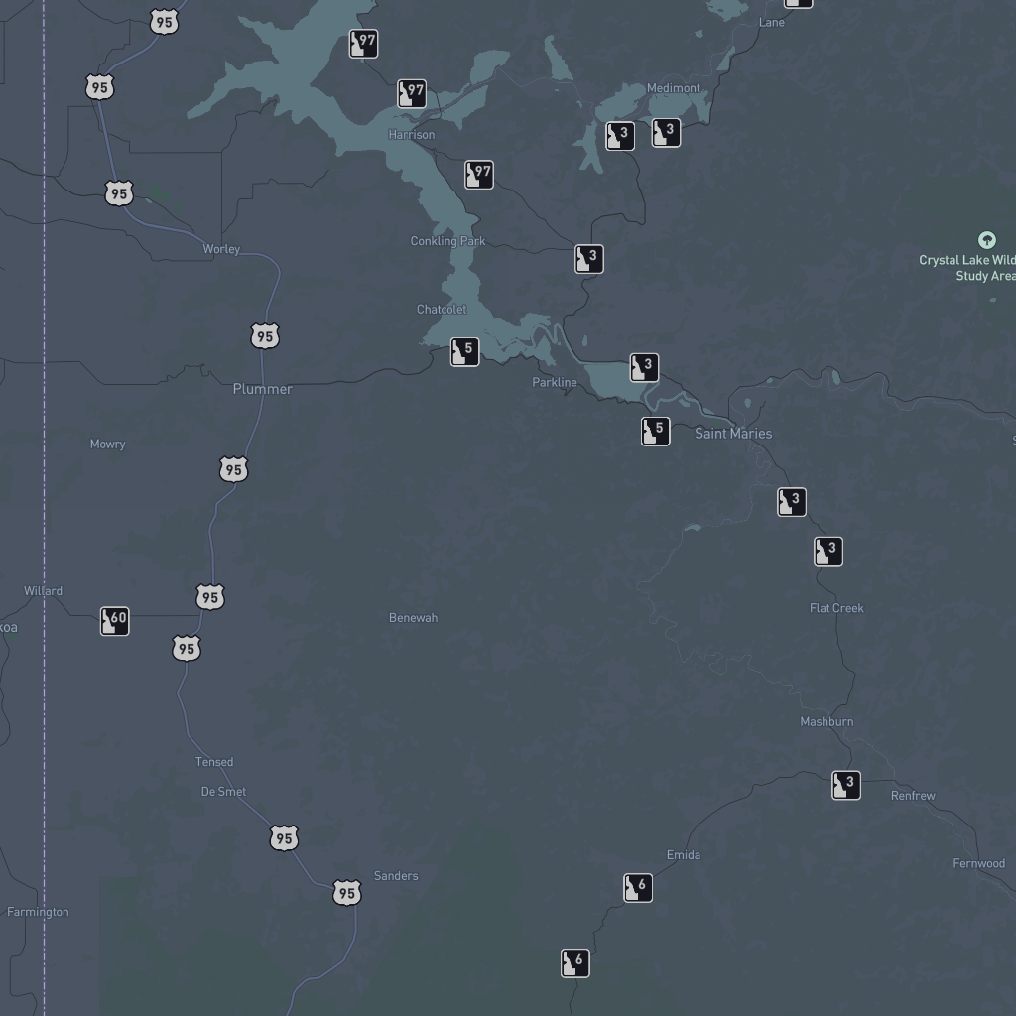 95
97
Lane
95
97
Medimont
3
3
Harrison
97
95
Conkling Park
Worley
3
Crystal Lake Wild
Study Area
Chatcolet
95
5
3
Parkline
Plummer
5
Saint Maries
Mowry
95
3
3
Willard
95
Flat Creek
60
Benewah
koa
95
Mashburn
Tensed
3
De Smet
Renfrew
95
Emida
Fernwood
Sanders
6
95
Farmington
6